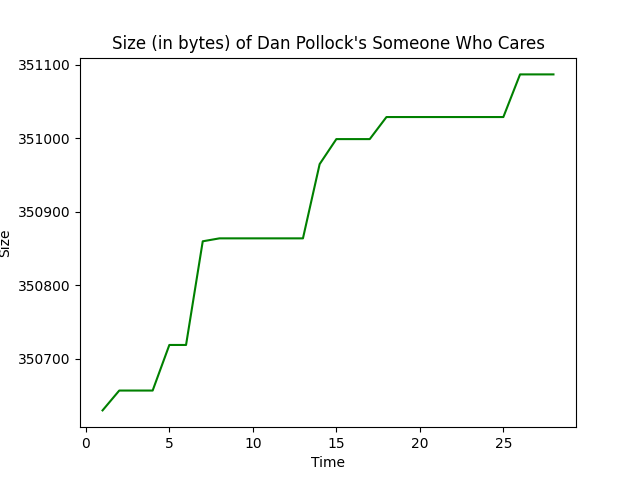 Size (in bytes) of Dan Pollock's Someone Who Cares
351100
351000
350900
350800
350700
Size
0 5 10 15 20 25
Time